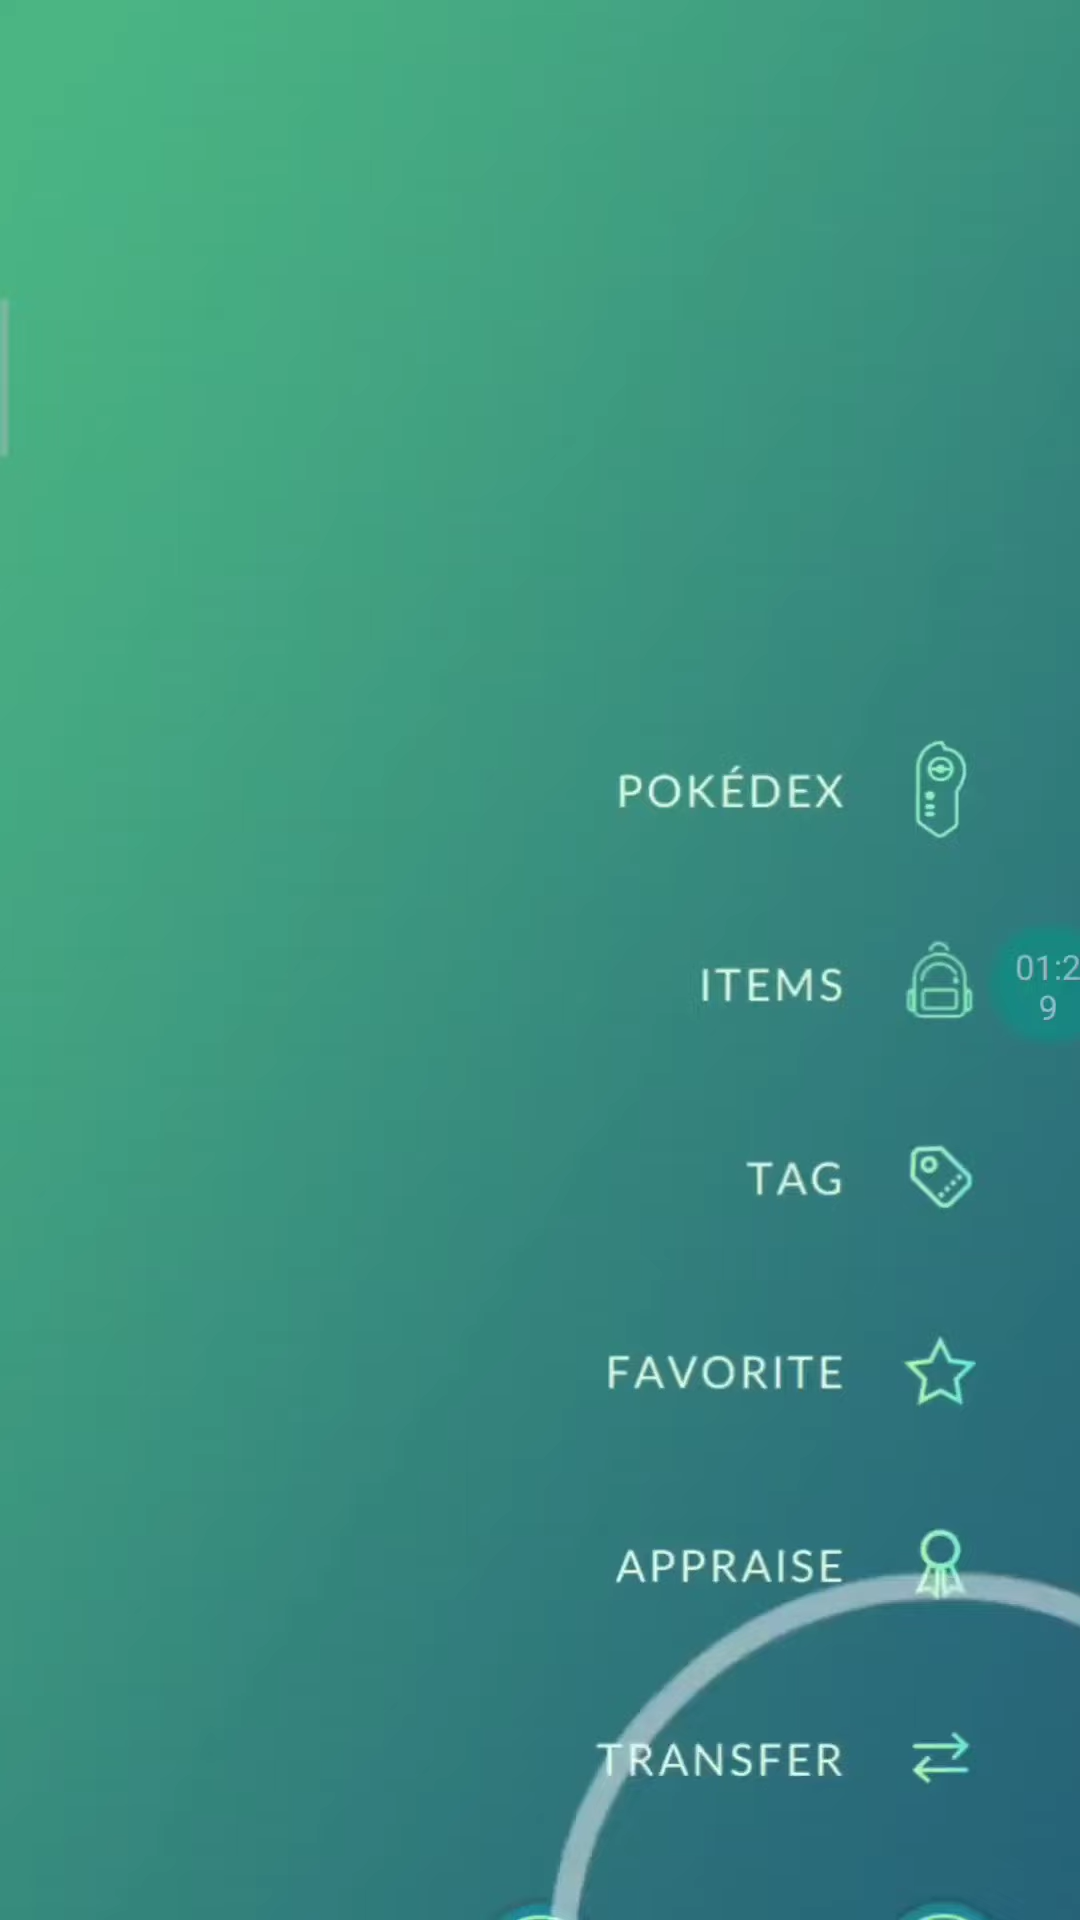 POKÉDEX
ITEMS
01:2
9
TAG
FAVORITE
APPRAISE
TRANSFER